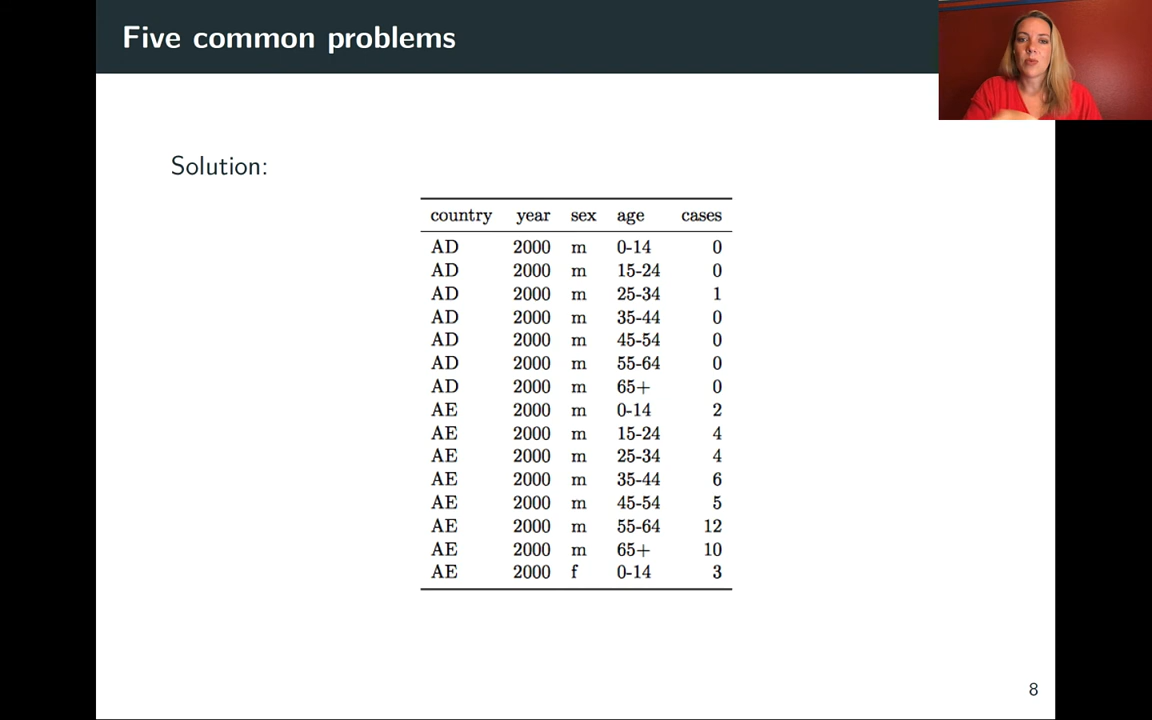 Five common problems
Solution:
country year sex age cases
AD 2000 m 0-14 0
AD 2000 m 15-24 0
AD 2000 m 25-34 1
AD 2000 m 35-44 0
AD 2000 m 45-54 0
AD 2000 m 55-64 0
AD 2000 m 65+ 0
AE 2000 m 0-14 2
AE 2000 m 15-24 4
AE 2000 m 25-34 4
AE 2000 m 35-44 6
AE 2000 m 45-54 5
AE 2000 m 55-64 12
AE 2000 m 65+ 10
AE 2000 f 0-14 3
8